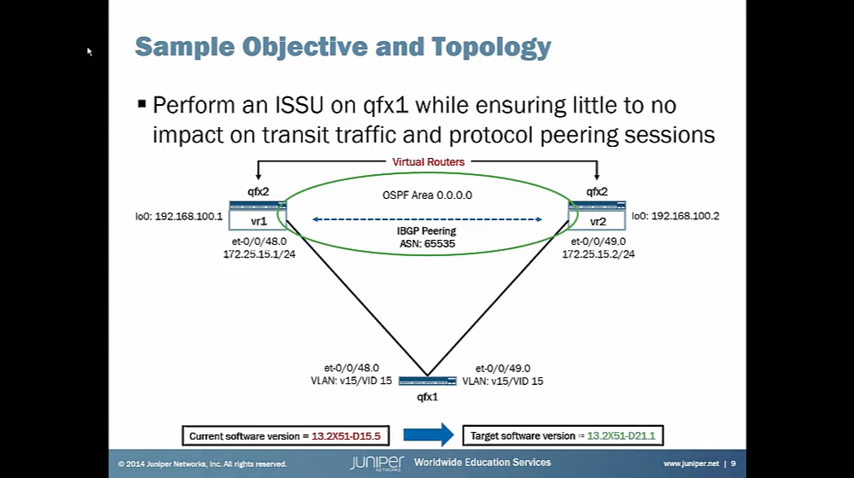 Sample Objective and Topology
■ Perform an ISSU on qfx1 while ensuring little to no
impact on transit traffic and protocol peering sessions
Virtual Routers
qfx2
qfx2
OSPF Area 0.0.0.0
lo0: 192.168.100.1
vr1
vr2
lo0: 192.168.100.2
IBGP Peering
ASN: 65535
et-0/0/48.0
172.25.15.1/24
et-0/0/49.0
172.25.15.2/24
et-0/0/48.0
VLAN: v15/VID 15
et-0/0/49.0
VLAN: v15/VID 15
qfx1
Current software version = 13.2X51-D15.5
Target software version = 13.2X51-D21.1
© 2014 Juniper Networks, Inc. All rights reserved.
JUNIPER NETWORKS
Worldwide Education Services
www.juniper.net | 9